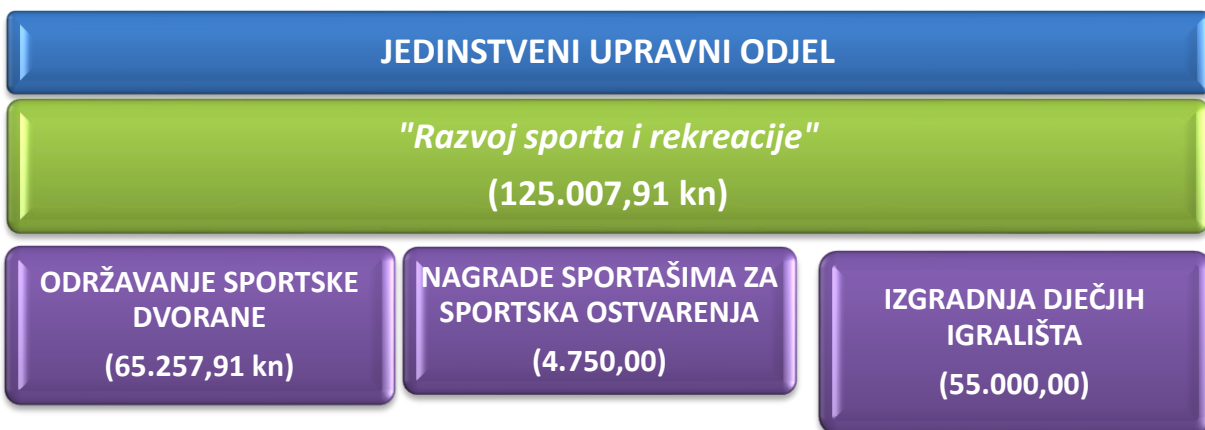 JEDINSTVENI UPRAVNI ODJEL
"Razvoj sporta i rekreacije"
(125.007,91 kn)
ODRŽAVANJE SPORTSKE
DVORANE
(65.257,91 kn)
NAGRADE SPORTAŠIMA ZA
SPORTSKA OSTVARENJA
(4.750,00)
IZGRADNJA DJEČJIH
IGRALIŠTA
(55.000,00)